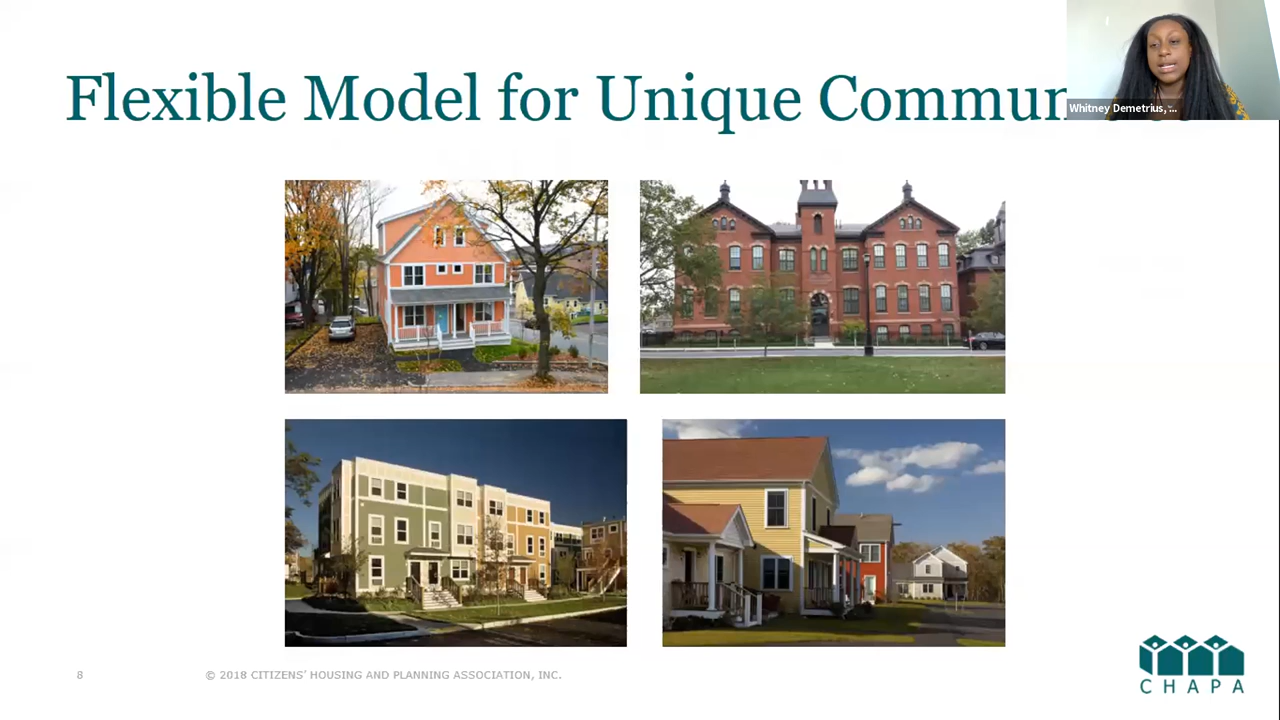 Flexible Model for Unique Commun
Whitney Demetrius, ...
8
© 2018 CITIZENS' HOUSING AND PLANNING ASSOCIATION, INC.
CHAPA